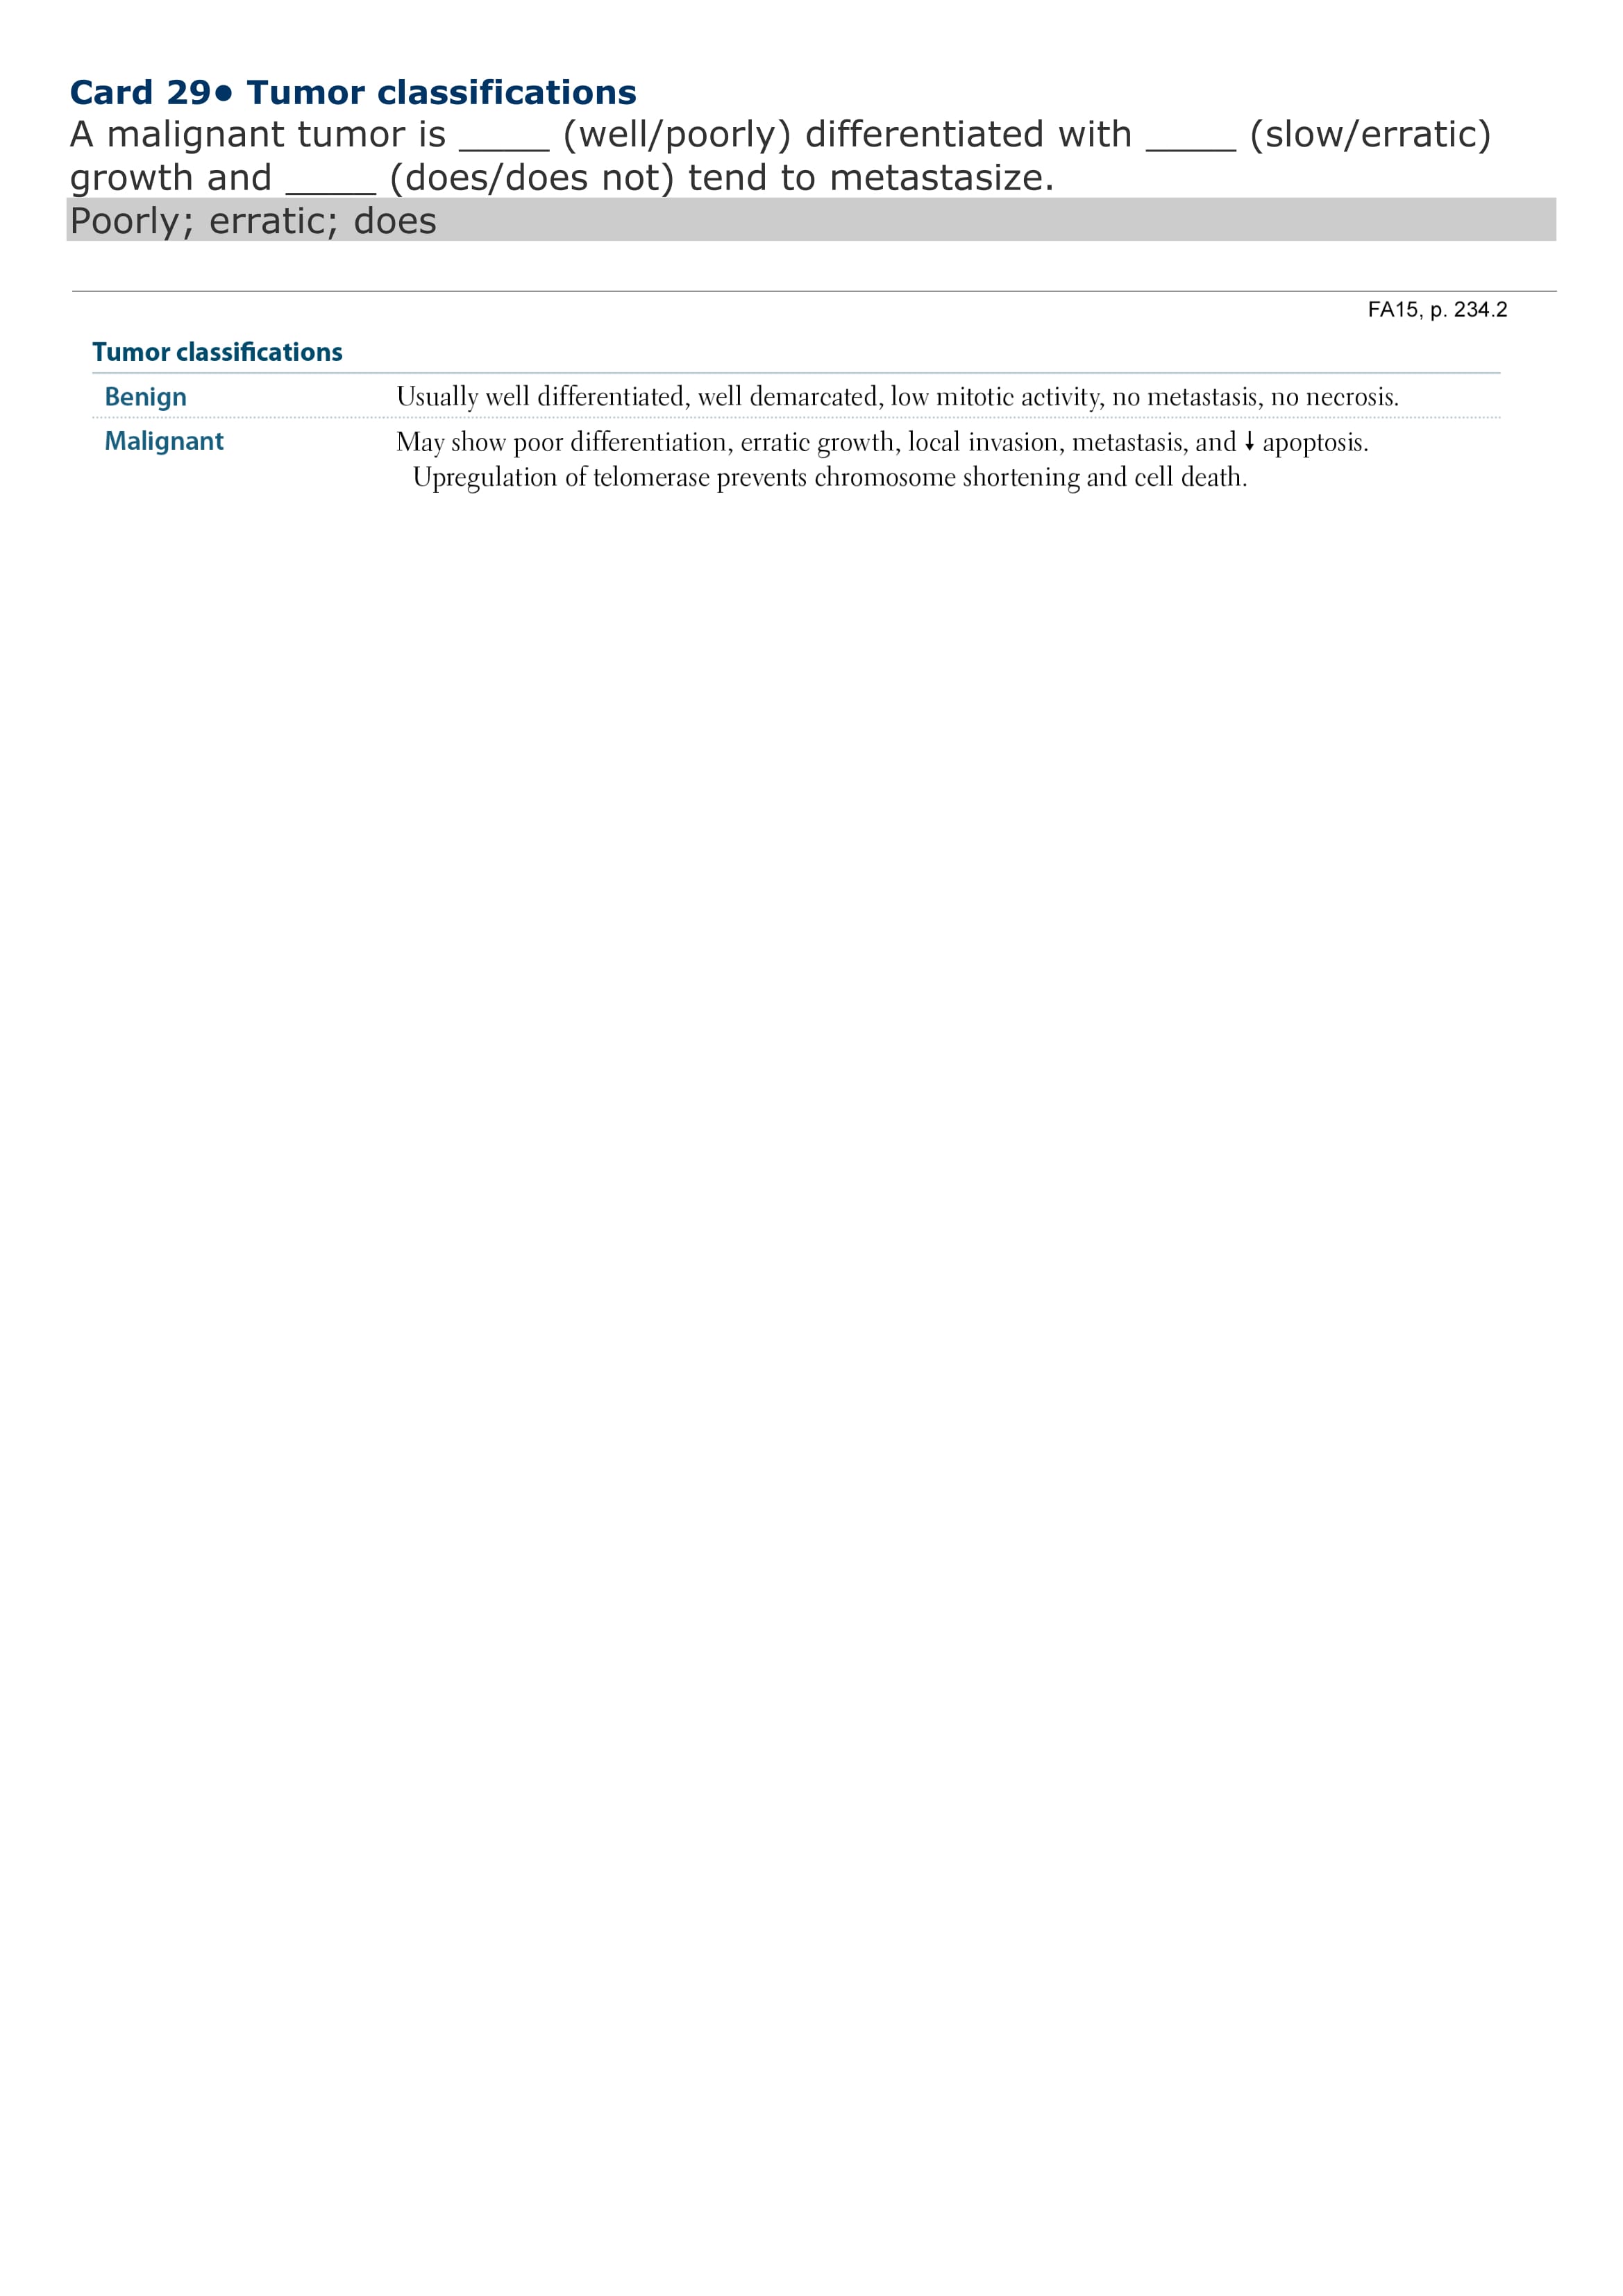 Card 29• Tumor classifications
A malignant tumor is _____ (well/poorly) differentiated with _____ (slow/erratic)
growth and _____ (does/does not) tend to metastasize.
Poorly; erratic; does
FA15, p. 234.2
Tumor classifications
Benign Usually well differentiated, well demarcated, low mitotic activity, no metastasis, no necrosis.
Malignant May show poor differentiation, erratic growth, local invasion, metastasis, and ↓ apoptosis.
Upregulation of telomerase prevents chromosome shortening and cell death.